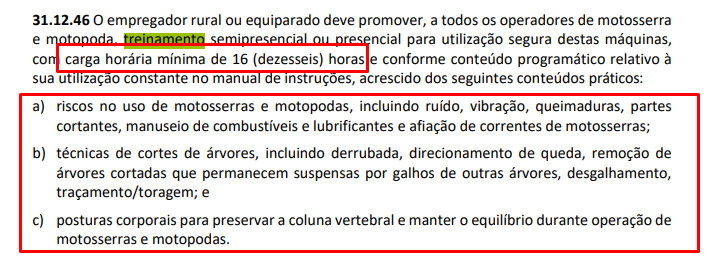 31.12.46 O empregador rural ou equiparado deve promover, a todos os operadores de motosserra
e motopoda, treinamento semipresencial ou presencial para utilização segura destas máquinas,
com carga horária mínima de 16 (dezesseis) horas e conforme conteúdo programático relativo à
sua utilização constante no manual de instruções, acrescido dos seguintes conteúdos práticos:
a) riscos no uso de motosserras e motopodas, incluindo ruído, vibração, queimaduras, partes
cortantes, manuseio de combustíveis e lubrificantes e afiação de correntes de motosserras;
b) técnicas de cortes de árvores, incluindo derrubada, direcionamento de queda, remoção de
árvores cortadas que permanecem suspensas por galhos de outras árvores, desgalhamento,
traçamento/toragem; e
c) posturas corporais para preservar a coluna vertebral e manter o equilíbrio durante operação de
motosserras e motopodas.